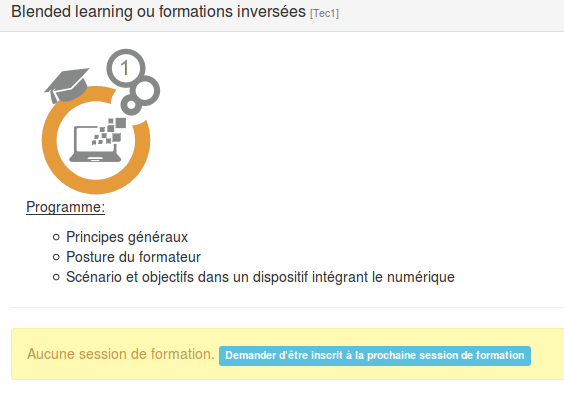 Blended learning ou formations inversées [Tec1]
1
Programme:
Principes généraux
Posture du formateur
Scénario et objectifs dans un dispositif intégrant le numérique
Aucune session de formation. Demander d'être inscrit à la prochaine session de formation